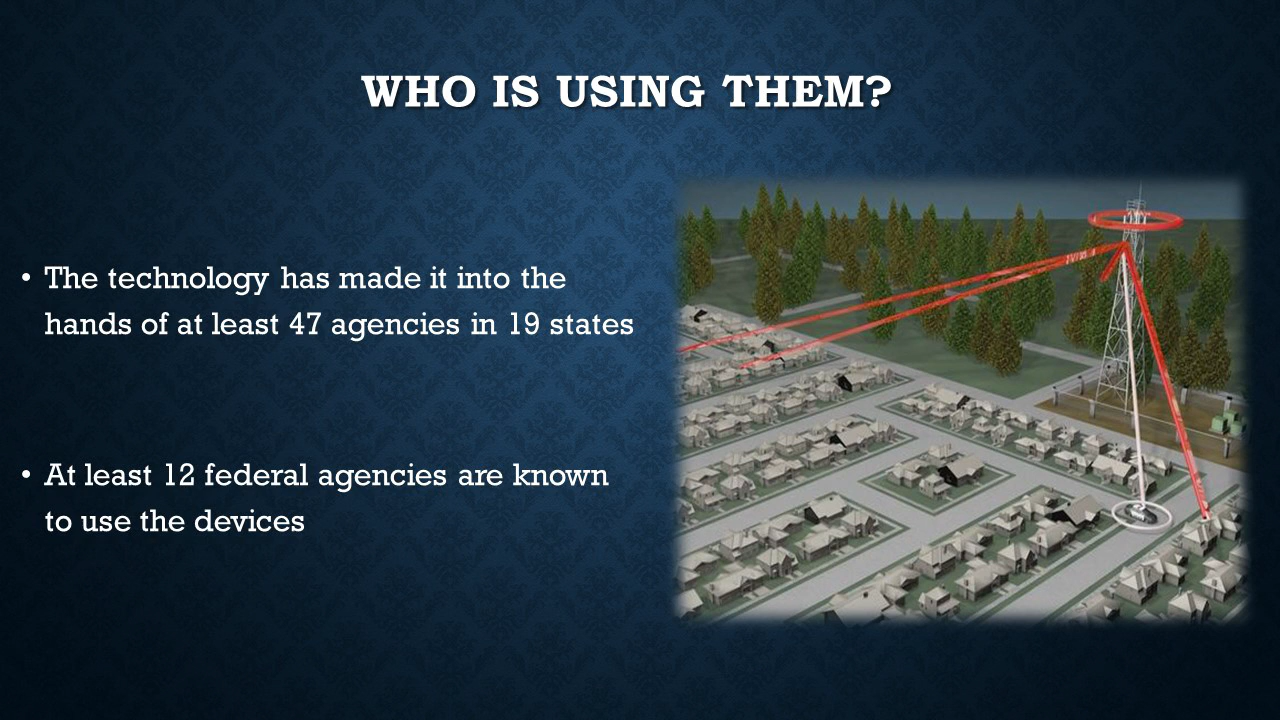 WHO IS USING THEM?
• The technology has made it into the
hands of at least 47 agencies in 19 states
• At least 12 federal agencies are known
to use the devices